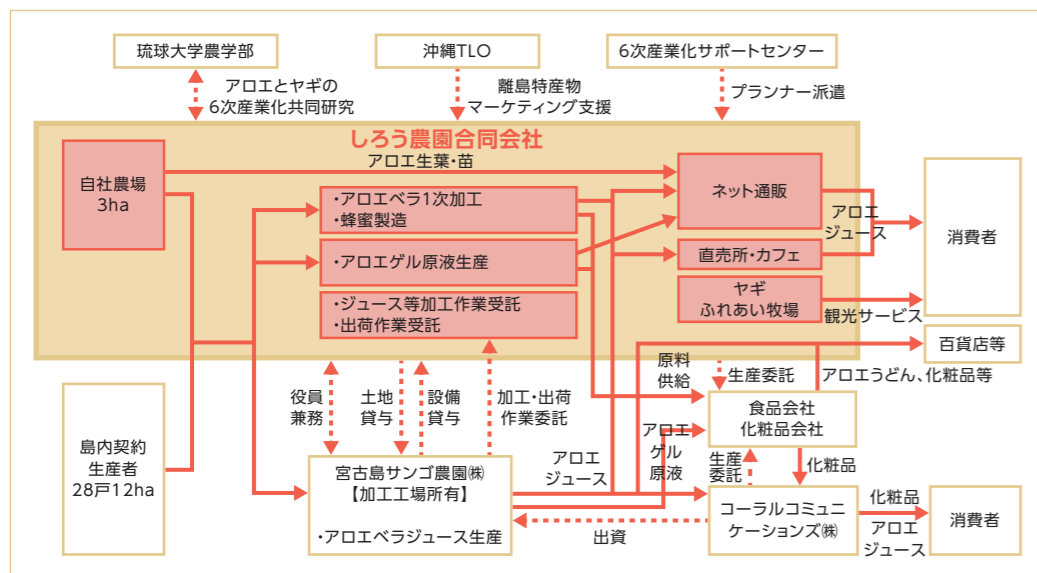 琉球大学農学部
沖縄TLO
6次産業化サポートセンター
アロエとヤギの
6次産業化共同研究
離島特産物
マーケティング支援
プランナー派遣
しろう農園合同会社
アロエ生葉・苗
自社農場
3ha
・アロエベラ1次加工
・蜂蜜製造
・アロエゲル原液生産
・ジュース等加工作業受託
・出荷作業受託
ネット通販
直売所・カフェ
ヤギ
ふれあい牧場
アロエ
ジュース
観光サービス
消費者
百貨店等
役員
兼務
土地
貸与
設備
貸与
加工・出荷
作業委託
原料
供給
生産委託
アロエうどん、化粧品等
食品会社
化粧品会社
島内契約
生産者
28戸12ha
宮古島サンゴ農園㈱
【加工工場所有】
・アロエベラジュース生産
アロエ
ジュース
アロエ
ゲル
原液
生産
委託
化粧品
出資
コーラルコミュニ
ケーションズ㈱
化粧品
アロエ
ジュース
消費者